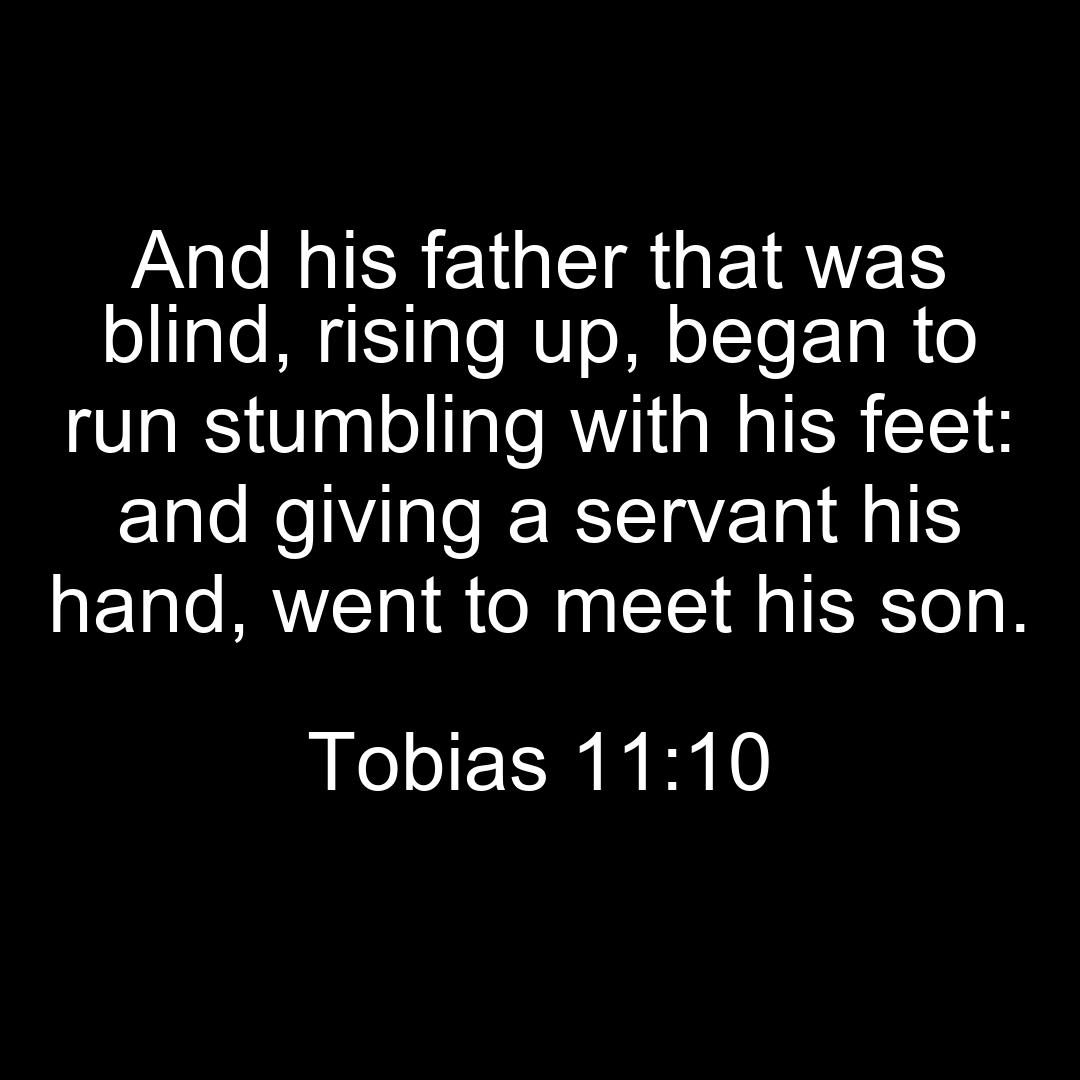 And his father that was
blind, rising up, began to
run stumbling with his feet:
and giving a servant his
hand, went to meet his son.
Tobias 11:10